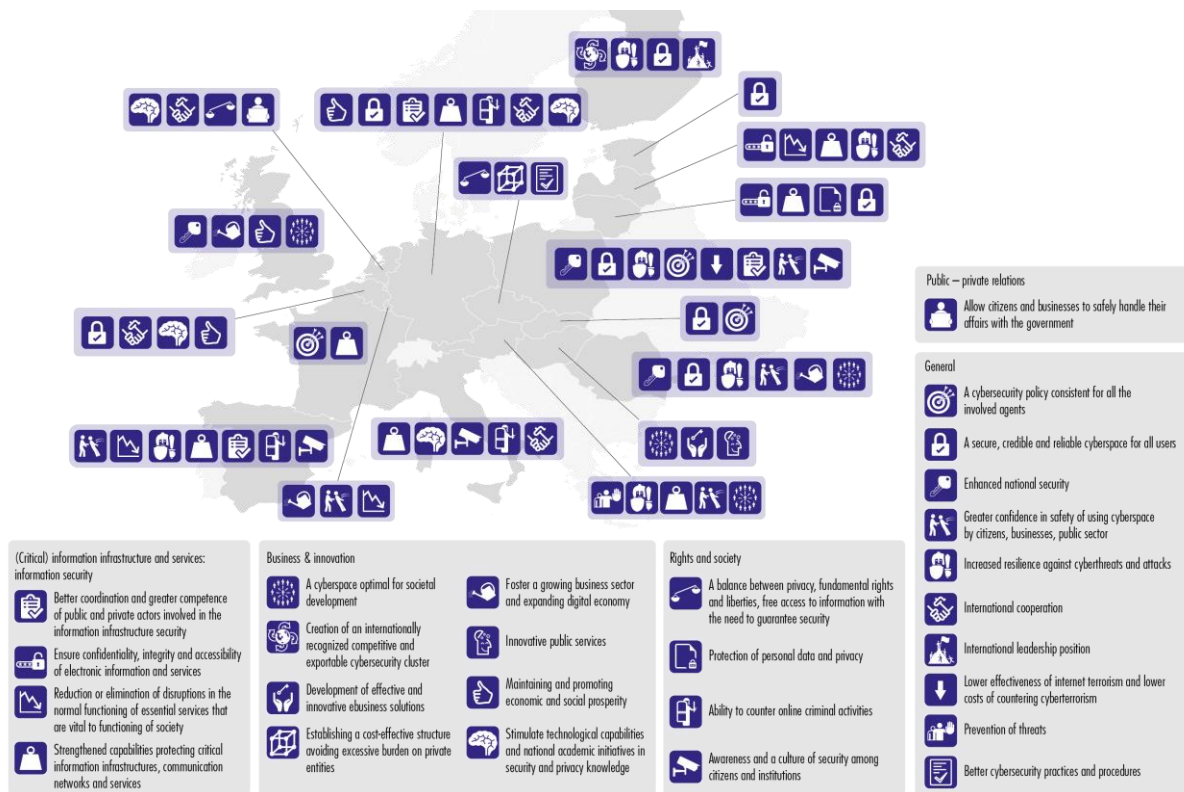 Public – private relations
Allow citizens and businesses to safely handle their
affairs with the government
General
A cybersecurity policy consistent for all the
involved agents
A secure, credible and reliable cyberspace for all users
Enhanced national security
Greater confidence in safety of using cyberspace
by citizens, businesses, public sector
Increased resilience against cyberthreats and attacks
International cooperation
International leadership position
Lower effectiveness of internet terrorism and lower
costs of countering cyberterrorism
Prevention of threats
Better cybersecurity practices and procedures
(Critical) information infrastructure and services:
information security
Better coordination and greater competence
of public and private actors involved in the
information infrastructure security
Ensure confidentiality, integrity and accessibility
of electronic information and services
Reduction or elimination of disruptions in the
normal functioning of essential services that
are vital to functioning of society
Strengthened capabilities protecting critical
information infrastructures, communication
networks and services
Business & innovation
A cyberspace optimal for societal
development
Creation of an internationally
recognized competitive and
exportable cybersecurity cluster
Development of effective and
innovative ebusiness solutions
Establishing a cost-effective structure
avoiding excessive burden on private
entities
Foster a growing business sector
and expanding digital economy
Innovative public services
Maintaining and promoting
economic and social prosperity
Stimulate technological capabilities
and national academic initiatives in
security and privacy knowledge
Rights and society
A balance between privacy, fundamental rights
and liberties, free access to information with
the need to guarantee security
Protection of personal data and privacy
Ability to counter online criminal activities
Awareness and a culture of security among
citizens and institutions